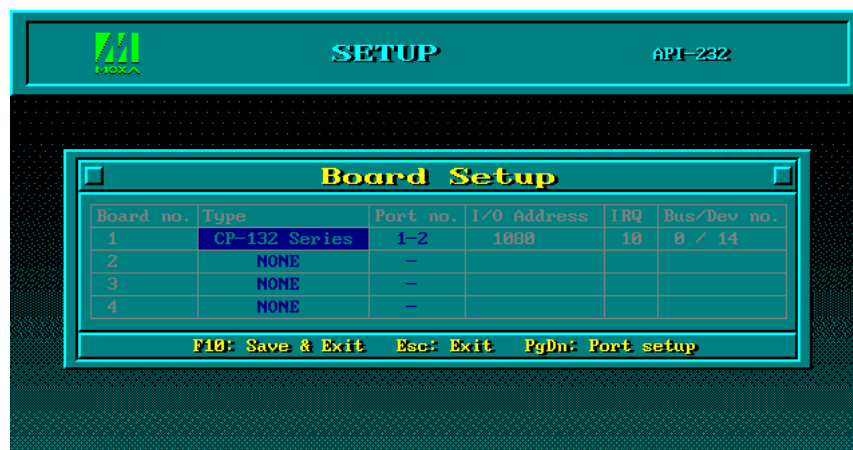 MOXA SETUP API-232
Board Setup
Board no. Type Port no. I/O Address IRQ Bus/Dev no.
1 CP-132 Series 1-2 1080 10 0 / 14
2 NONE -
3 NONE -
4 NONE -
F10: Save & Exit Esc: Exit PgDn: Port setup